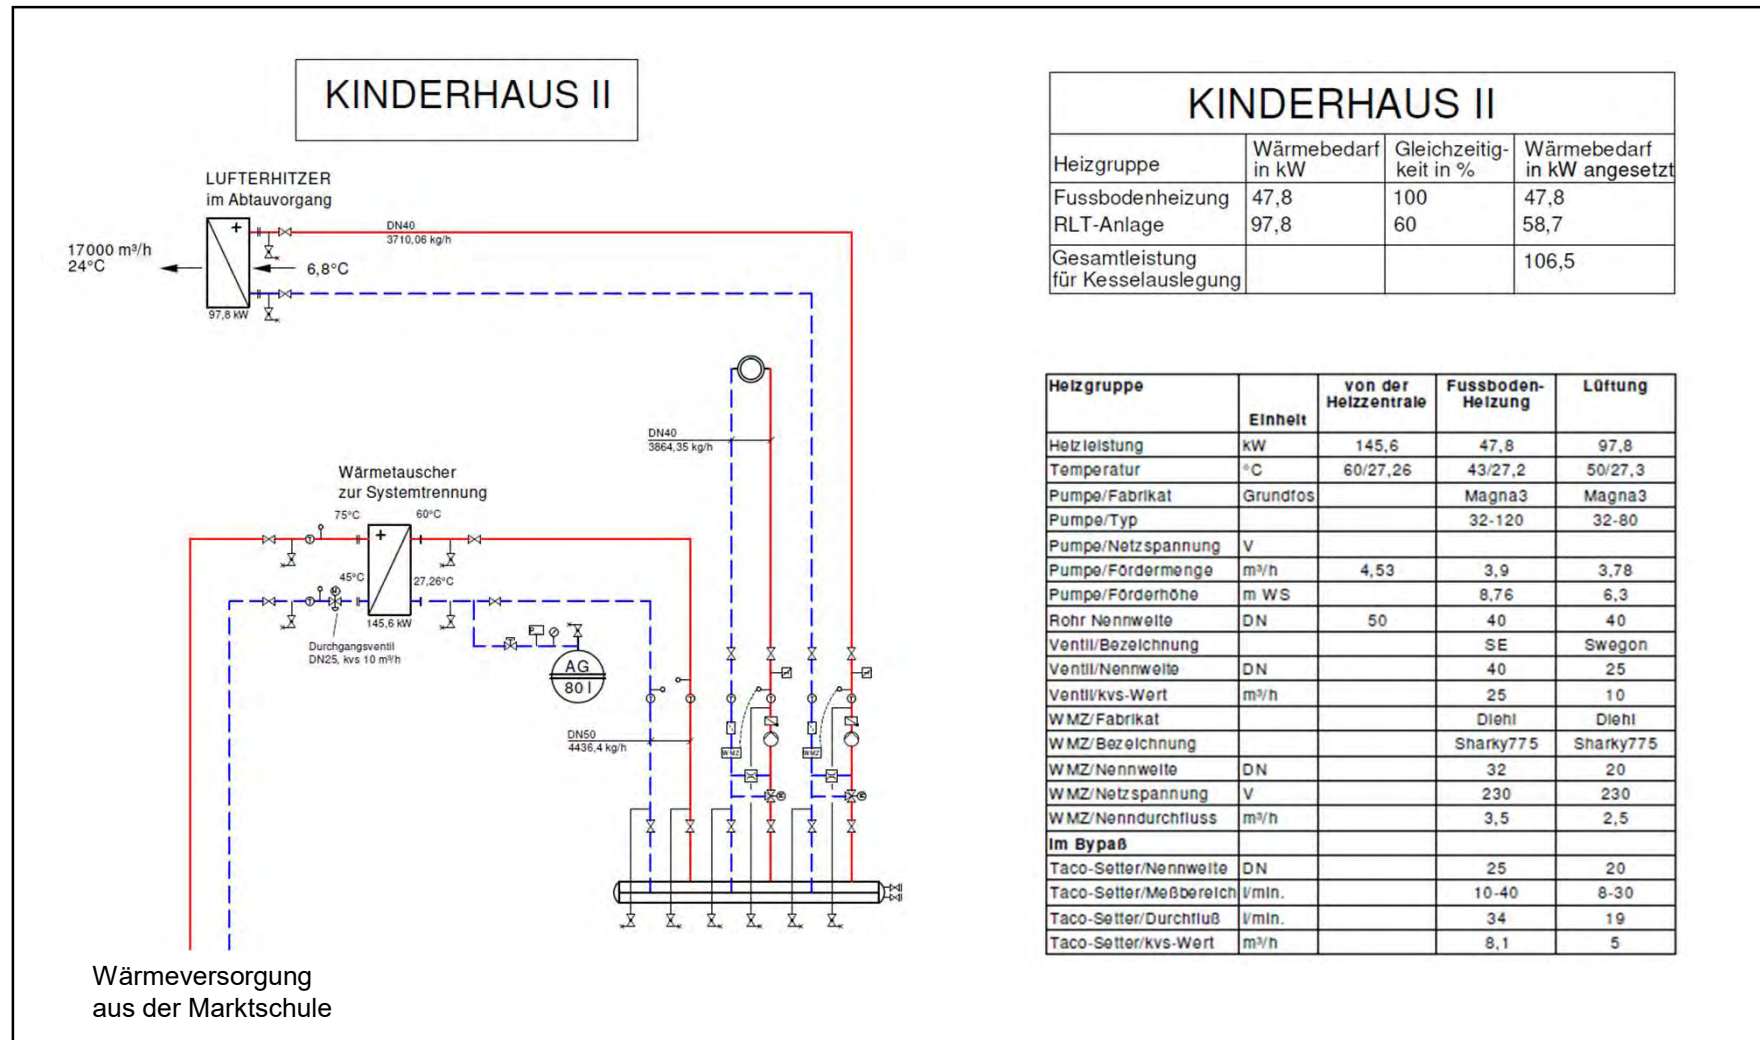 KINDERHAUS II
LUFTERHITZER
im Abtauvorgang
17000 m³/h
24°C
6,8°C
97,8 kW
DN40
3710,06 kg/h
DN40
3864,35 kg/h
Wärmetauscher
zur Systemtrennung
75°C
60°C
45°C
27,26°C
145,6 kW
Durchgangsventil
DN25, kvs 10 m³/h
P
AG
80 l
DN50
4436,4 kg/h
WMZ
WMZ
Wärmeversorgung
aus der Marktschule
KINDERHAUS II
Heizgruppe Wärmebedarf in kW Gleichzeitig-keit in % Wärmebedarf in kW angesetzt
Fussbodenheizung 47,8 100 47,8
RLT-Anlage 97,8 60 58,7
Gesamtleistung
für Kesselauslegung 106,5
Heizgruppe Einheit von der Heizzentrale Fussboden-Heizung Lüftung
Heizleistung kW 145,6 47,8 97,8
Temperatur °C 60/27,26 43/27,2 50/27,3
Pumpe/Fabrikat Grundfos Magna3 Magna3
Pumpe/Typ 32-120 32-80
Pumpe/Netzspannung V
Pumpe/Fördermenge m³/h 4,53 3,9 3,78
Pumpe/Förderhöhe m WS 8,76 6,3
Rohr Nennweite DN 50 40 40
Ventil/Bezeichnung SE Swegon
Ventil/Nennweite DN 40 25
Ventil/kvs-Wert m³/h 25 10
WMZ/Fabrikat Diehl Diehl
WMZ/Bezeichnung Sharky775 Sharky775
WMZ/Nennweite DN 32 20
WMZ/Netzspannung V 230 230
WMZ/Nenndurchfluss m³/h 3,5 2,5
Im Bypaß
Taco-Setter/Nennweite DN 25 20
Taco-Setter/Meßbereich l/min. 10-40 8-30
Taco-Setter/Durchfluß l/min. 34 19
Taco-Setter/kvs-Wert m³/h 8,1 5